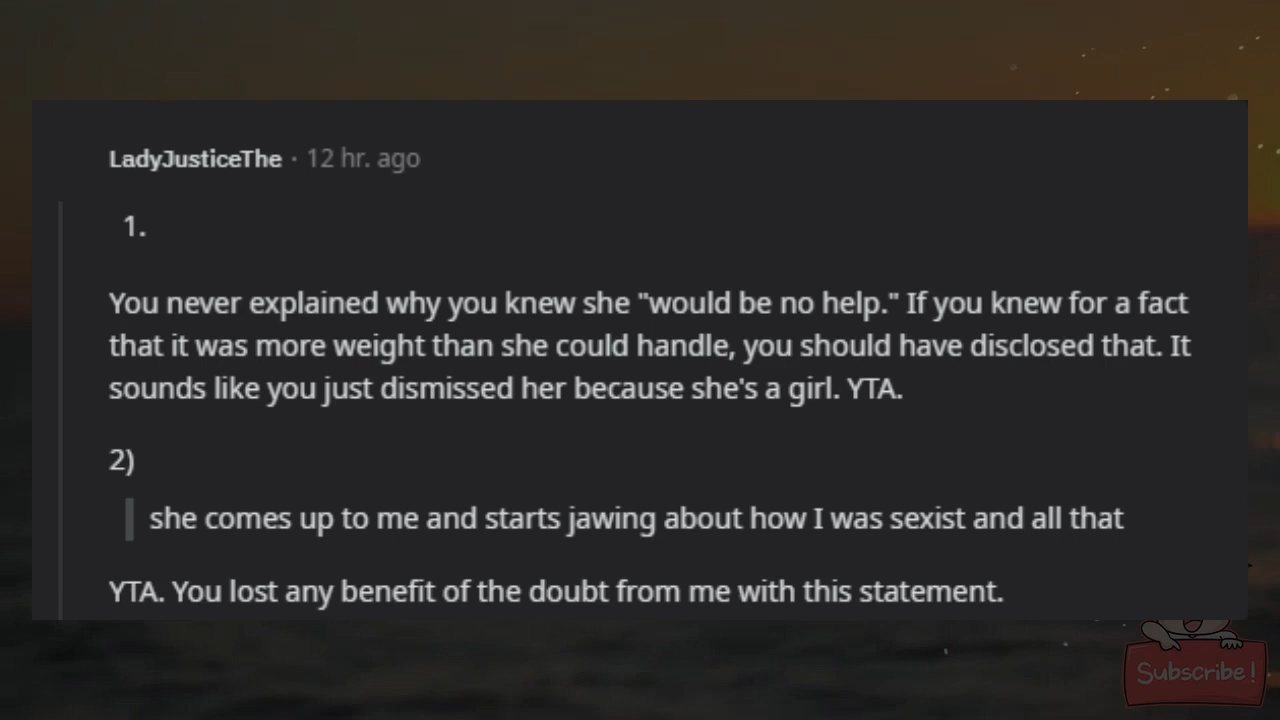 LadyJusticeThe · 12 hr. ago
1.
You never explained why you knew she "would be no help." If you knew for a fact
that it was more weight than she could handle, you should have disclosed that. It
sounds like you just dismissed her because she's a girl. YTA.
2)
she comes up to me and starts jawing about how I was sexist and all that
YTA. You lost any benefit of the doubt from me with this statement.
Subscribe!